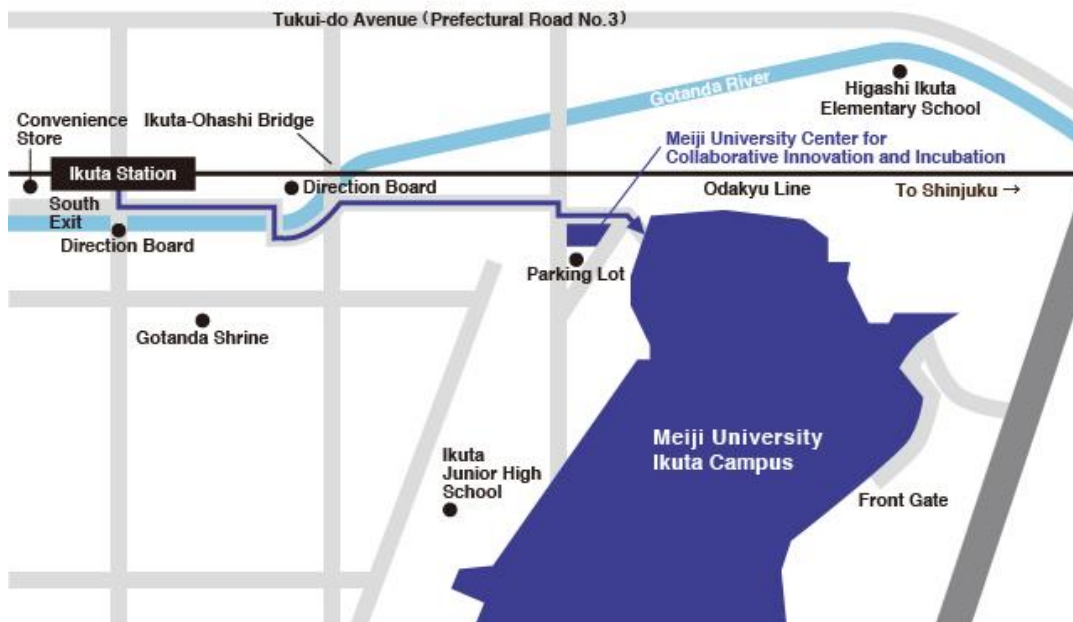 Tukui-do Avenue (Prefectural Road No.3)
Gotanda River
Higashi Ikuta
Elementary School
Convenience
Store
Ikuta-Ohashi Bridge
Meiji University Center for
Collaborative Innovation and Incubation
Ikuta Station
Direction Board
Odakyu Line
To Shinjuku →
South
Exit
Direction Board
Parking Lot
Gotanda Shrine
Meiji University
Ikuta Campus
Ikuta
Junior High
School
Front Gate